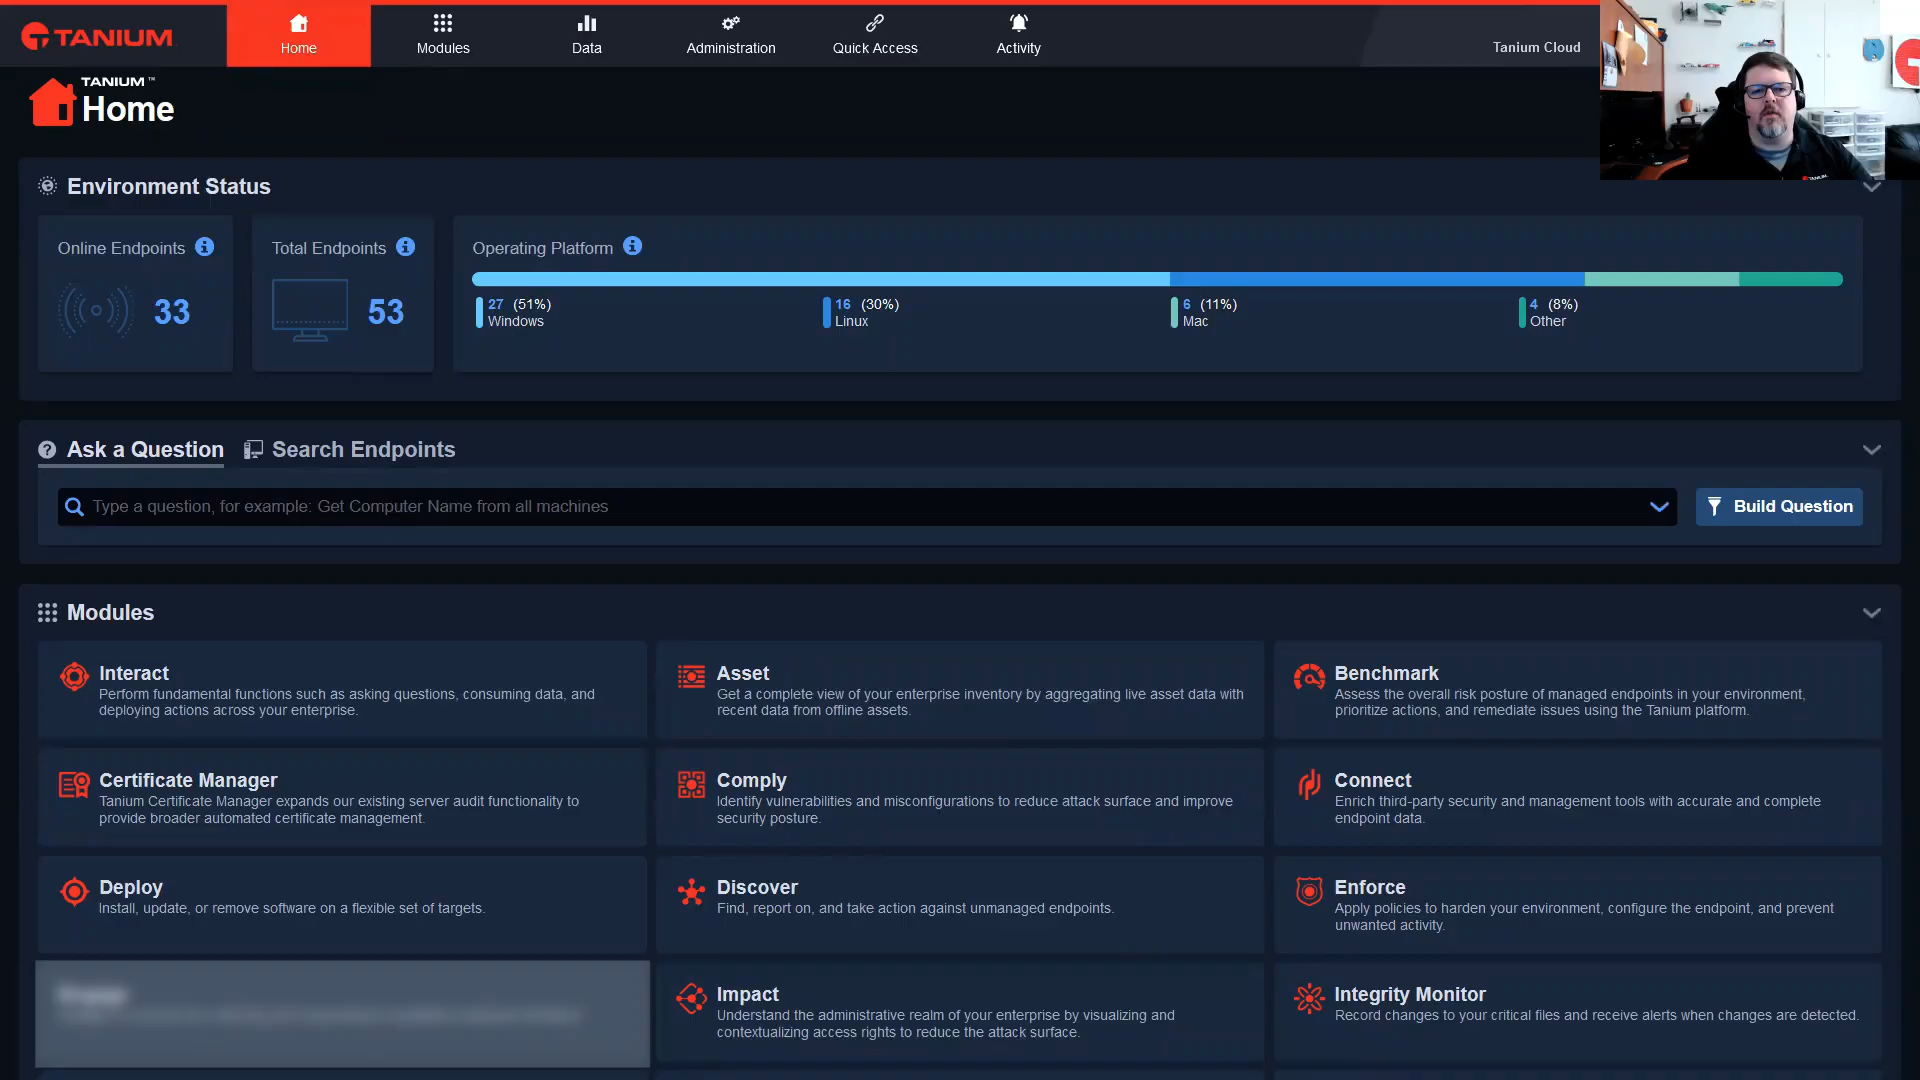 TANIUM
Home
Modules
Data
Administration
Quick Access
Activity
Tanium Cloud
TANIUM™
Home
Environment Status
Online Endpoints
33
Total Endpoints
53
Operating Platform
27 (51%)
Windows
16 (30%)
Linux
6 (11%)
Mac
4 (8%)
Other
Ask a Question
Search Endpoints
Type a question, for example: Get Computer Name from all machines
Build Question
Modules
Interact
Perform fundamental functions such as asking questions, consuming data, and
deploying actions across your enterprise.
Asset
Get a complete view of your enterprise inventory by aggregating live asset data with
recent data from offline assets.
Benchmark
Assess the overall risk posture of managed endpoints in your environment,
prioritize actions, and remediate issues using the Tanium platform.
Certificate Manager
Tanium Certificate Manager expands our existing server audit functionality to
provide broader automated certificate management.
Comply
Identify vulnerabilities and misconfigurations to reduce attack surface and improve
security posture.
Connect
Enrich third-party security and management tools with accurate and complete
endpoint data.
Deploy
Install, update, or remove software on a flexible set of targets.
Discover
Find, report on, and take action against unmanaged endpoints.
Enforce
Apply policies to harden your environment, configure the endpoint, and prevent
unwanted activity.
Impact
Understand the administrative realm of your enterprise by visualizing and
contextualizing access rights to reduce the attack surface.
Integrity Monitor
Record changes to your critical files and receive alerts when changes are detected.